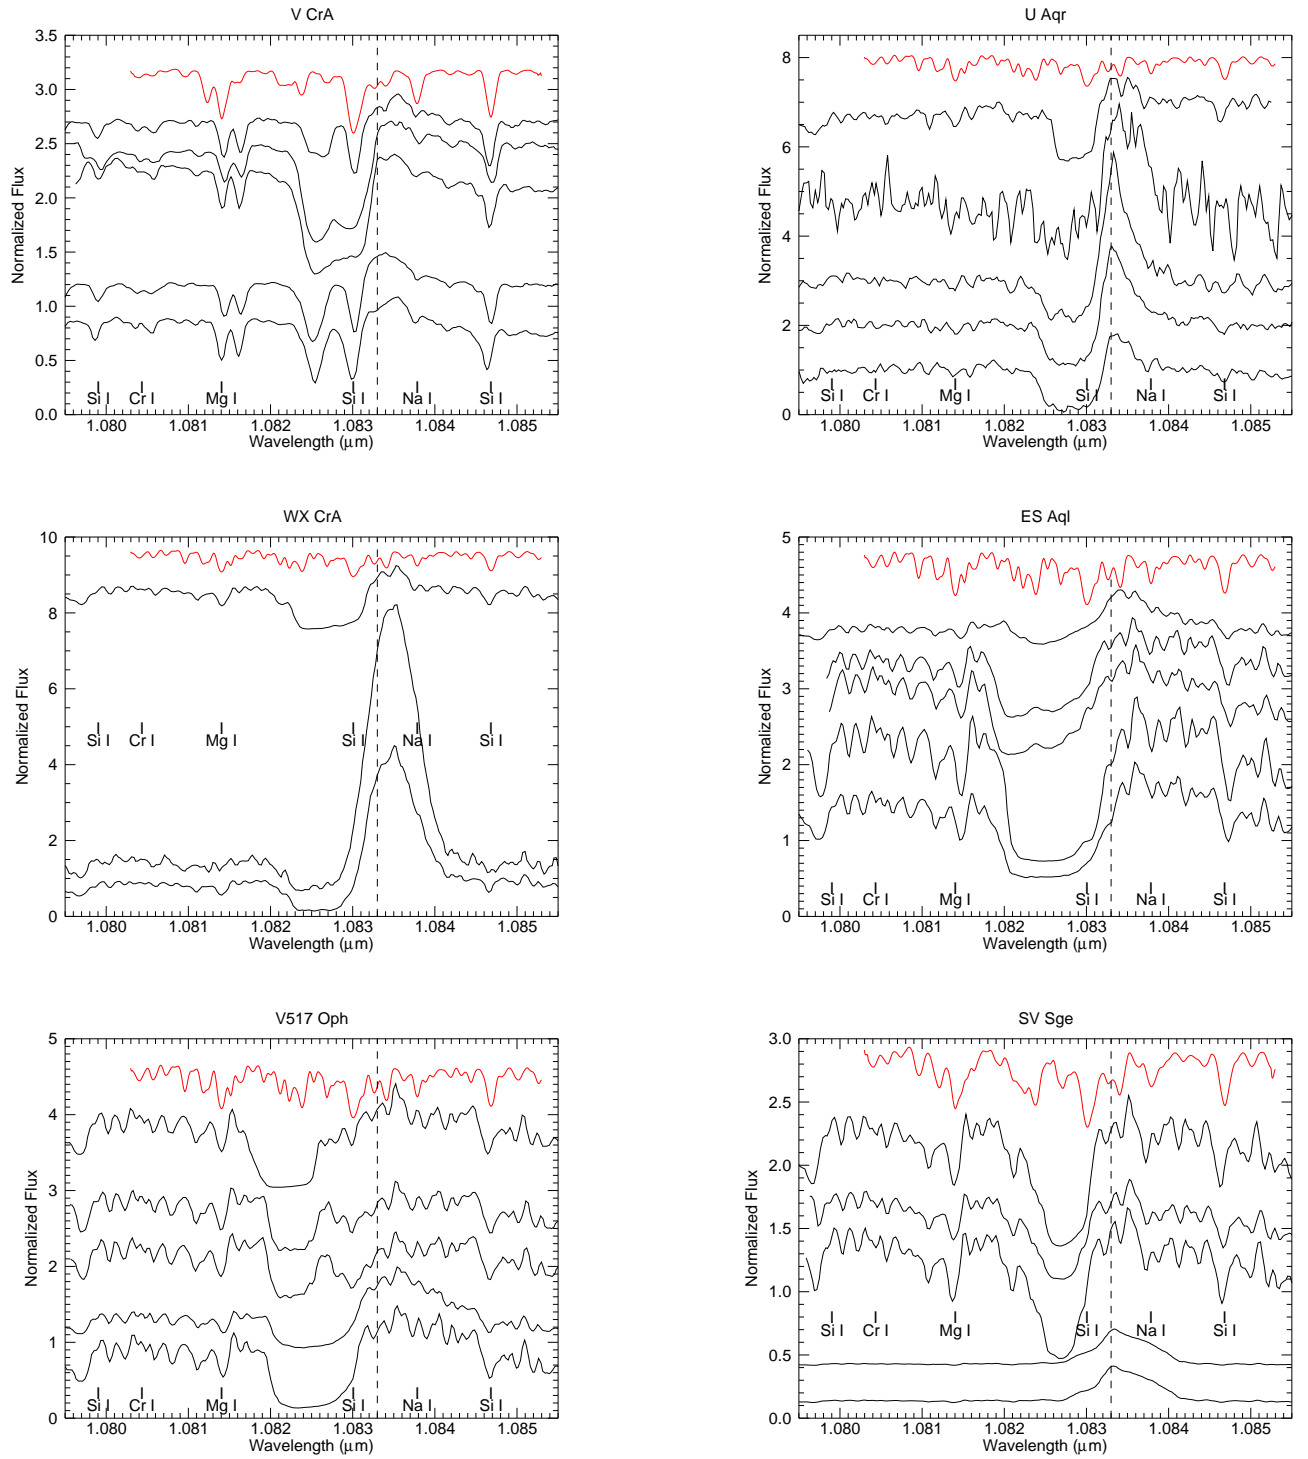 V CrA
3.5
3.0
2.5
2.0
1.5
1.0
0.5
0.0
Normalized Flux
Si I Cr I Mg I Si I Na I Si I
1.080 1.081 1.082 1.083 1.084 1.085
Wavelength (μm)
U Aqr
8
6
4
2
0
Normalized Flux
Si I Cr I Mg I Si I Na I Si I
1.080 1.081 1.082 1.083 1.084 1.085
Wavelength (μm)
WX CrA
10
8
6
4
2
0
Normalized Flux
Si I Cr I Mg I Si I Na I Si I
1.080 1.081 1.082 1.083 1.084 1.085
Wavelength (μm)
ES Aql
5
4
3
2
1
0
Normalized Flux
Si I Cr I Mg I Si I Na I Si I
1.080 1.081 1.082 1.083 1.084 1.085
Wavelength (μm)
V517 Oph
5
4
3
2
1
0
Normalized Flux
Si I Cr I Mg I Si I Na I Si I
1.080 1.081 1.082 1.083 1.084 1.085
Wavelength (μm)
SV Sge
3.0
2.5
2.0
1.5
1.0
0.5
0.0
Normalized Flux
Si I Cr I Mg I Si I Na I Si I
1.080 1.081 1.082 1.083 1.084 1.085
Wavelength (μm)